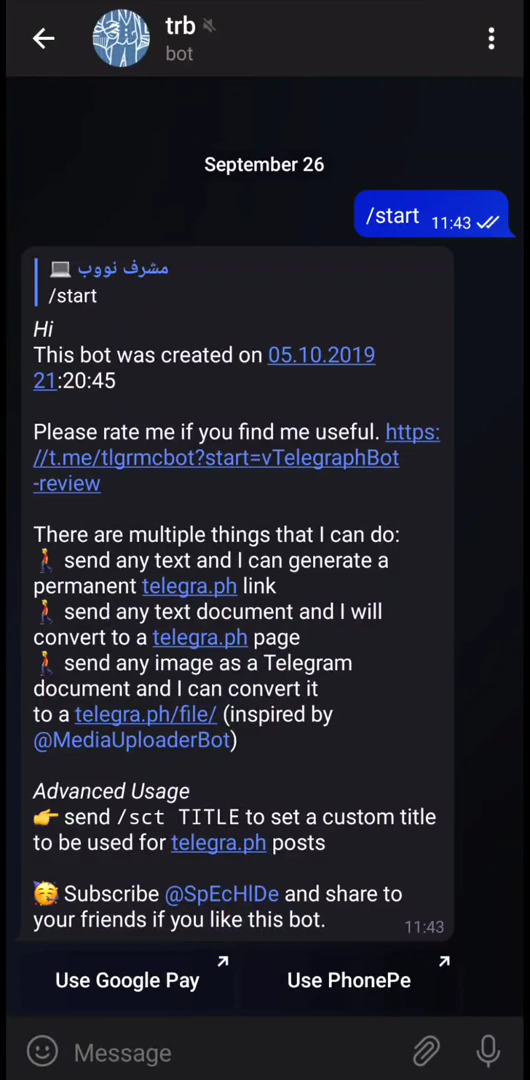 trb
bot
September 26
/start 11:43
مشرف نووب 💻
/start
Hi
This bot was created on 05.10.2019
21:20:45
Please rate me if you find me useful. https:
//t.me/tlgrmcbot?start=vTelegraphBot
-review
There are multiple things that I can do:
🚶 send any text and I can generate a
permanent telegra.ph link
🚶 send any text document and I will
convert to a telegra.ph page
🚶 send any image as a Telegram
document and I can convert it
to a telegra.ph/file/ (inspired by
@MediaUploaderBot)
Advanced Usage
👉 send /sct TITLE to set a custom title
to be used for telegra.ph posts
🥳 Subscribe @SpEcHlDe and share to
your friends if you like this bot. 11:43
Use Google Pay Use PhonePe
Message